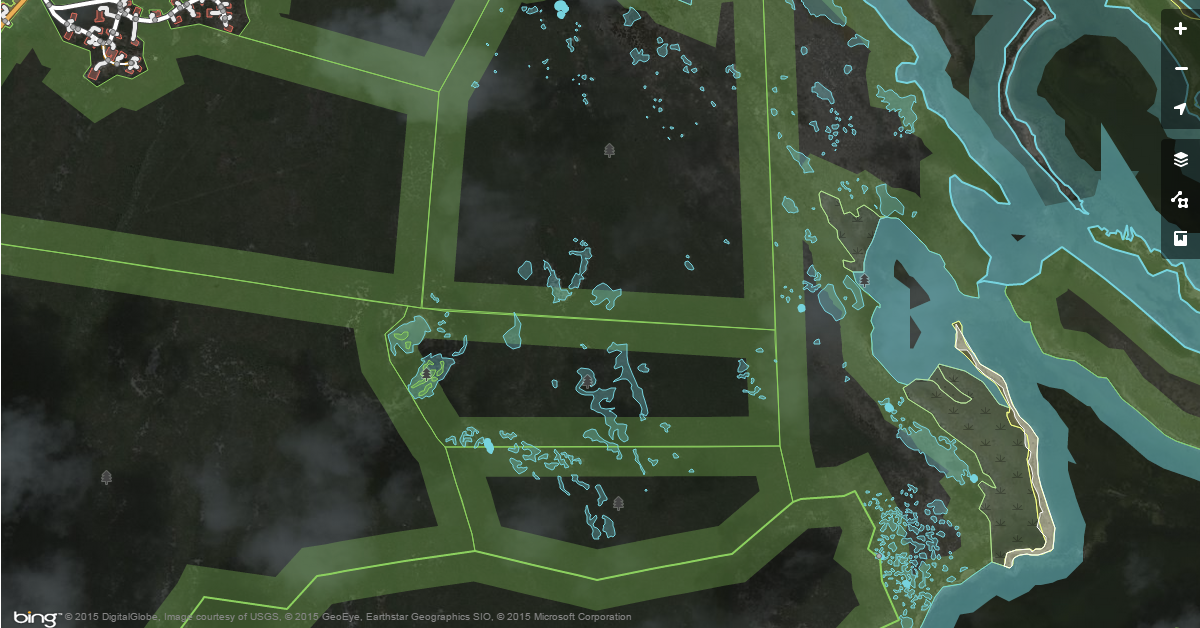 bing™ © 2015 DigitalGlobe, Image courtesy of USGS, © 2015 GeoEye, Earthstar Geographics SIO, © 2015 Microsoft Corporation